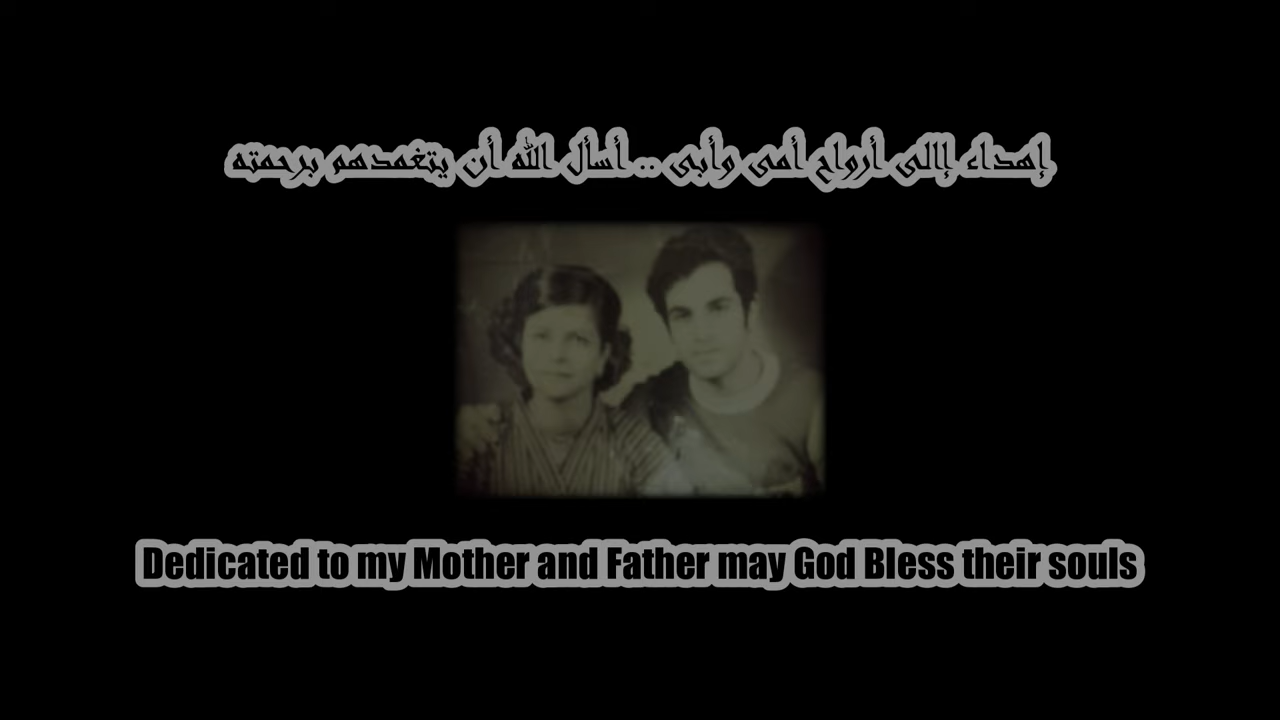 إهداء إالى أرواح أمى وأبى .. أسأل الله أن يتغمدهم برحمته
Dedicated to my Mother and Father may God Bless their souls